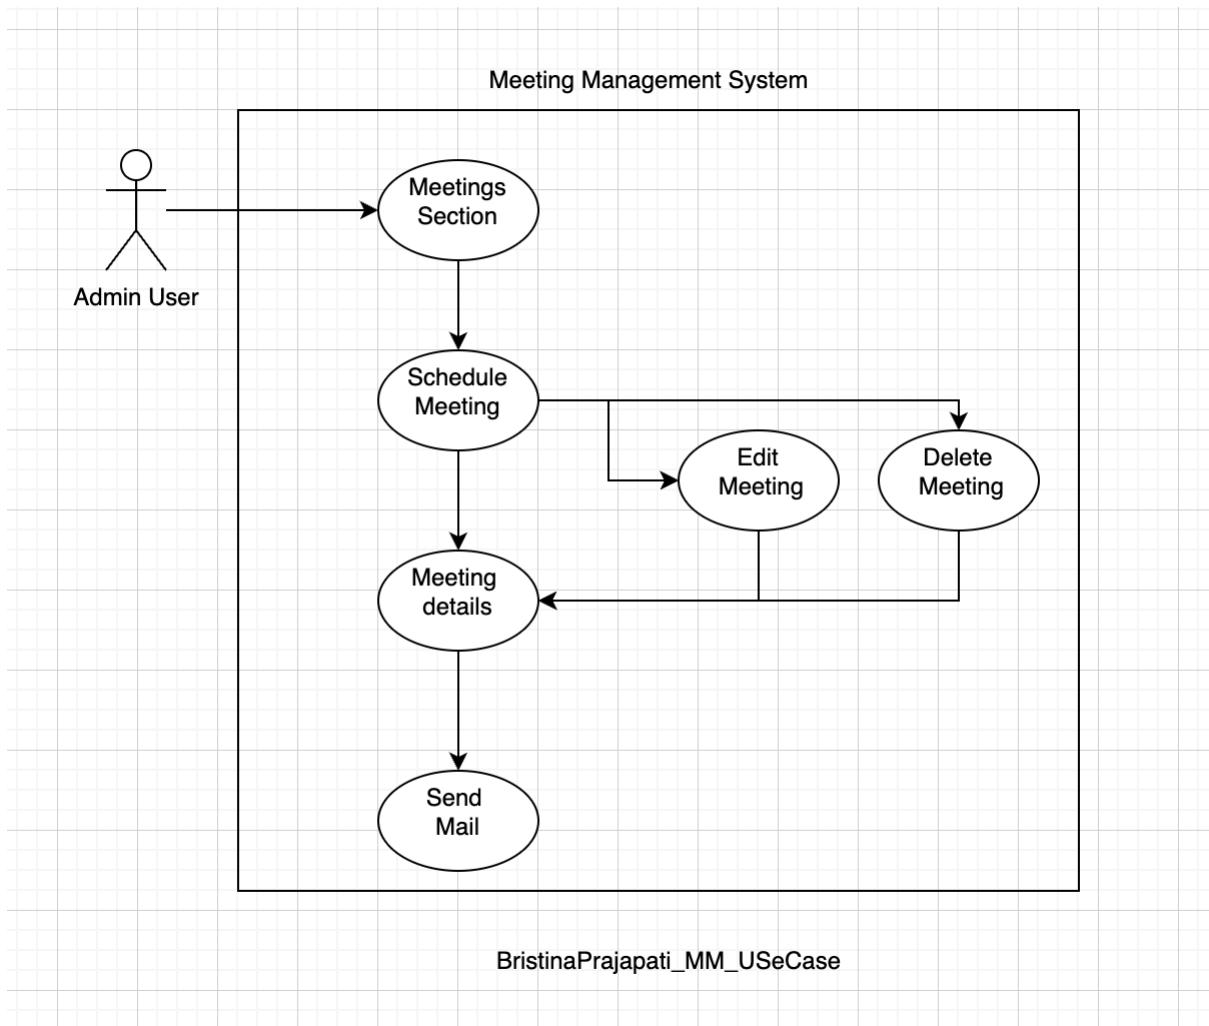 Meeting Management System
Meetings
Section
Admin User
Schedule
Meeting
Edit
Meeting
Delete
Meeting
Meeting
details
Send
Mail
BristinaPrajapati_MM_USeCase